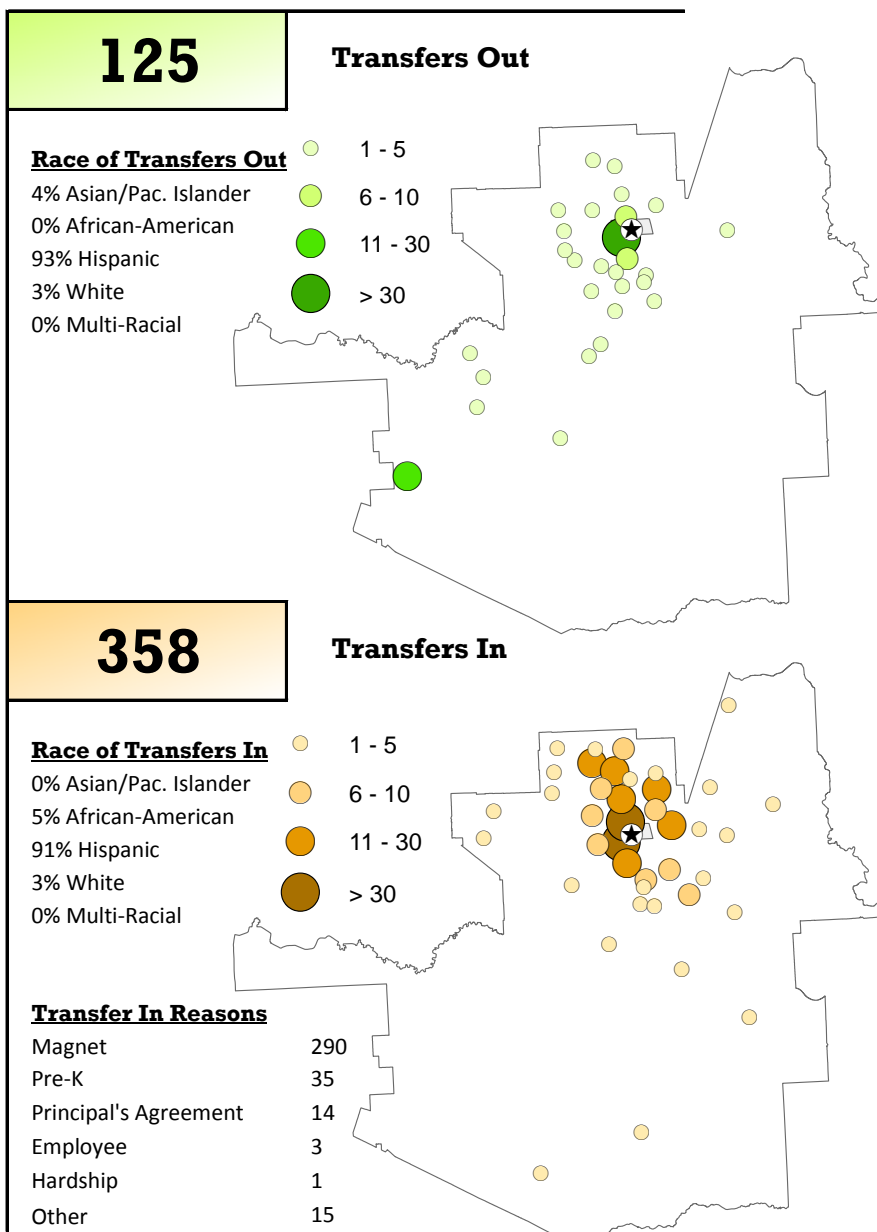 125
Transfers Out
Race of Transfers Out
4% Asian/Pac. Islander
0% African-American
93% Hispanic
3% White
0% Multi-Racial
1 - 5
6 - 10
11 - 30
> 30
358
Transfers In
Race of Transfers In
0% Asian/Pac. Islander
5% African-American
91% Hispanic
3% White
0% Multi-Racial
1 - 5
6 - 10
11 - 30
> 30
Transfer In Reasons
Magnet 290
Pre-K 35
Principal's Agreement 14
Employee 3
Hardship 1
Other 15